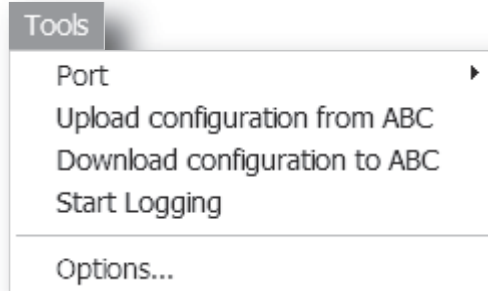 Tools
Port
Upload configuration from ABC
Download configuration to ABC
Start Logging
Options...